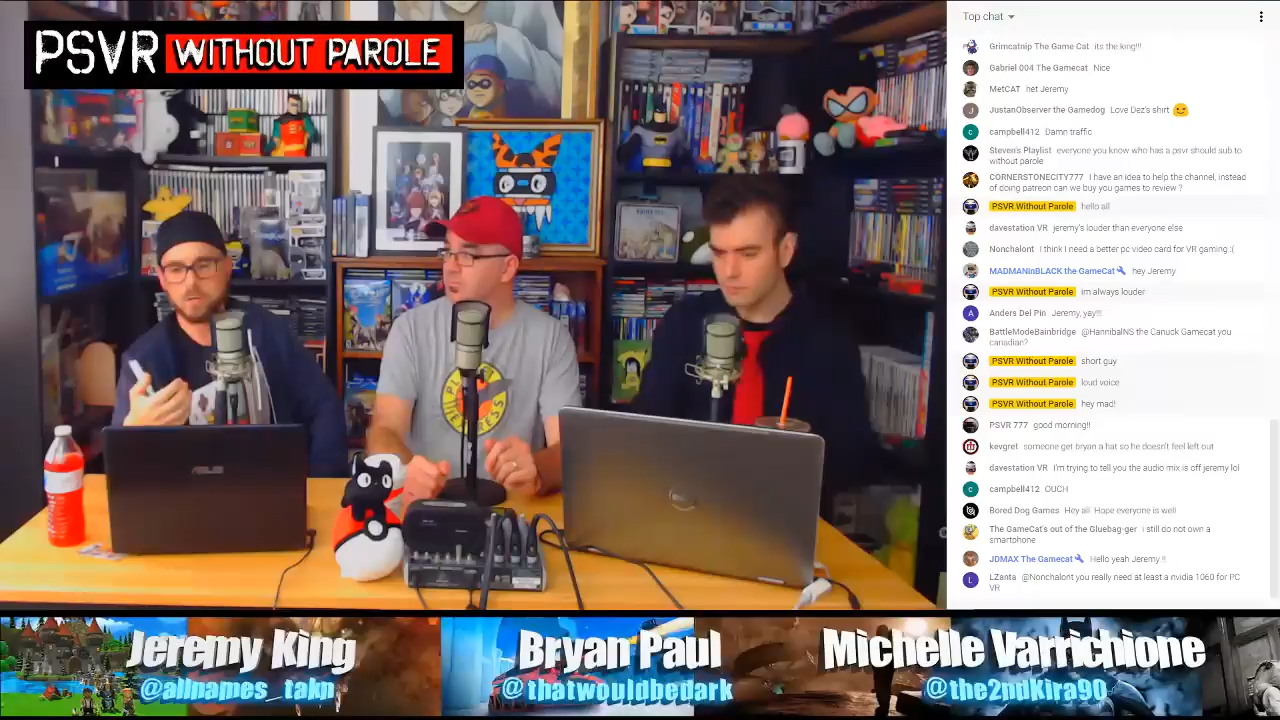 PSVR WITHOUT PAROLE
Top chat
Grimcatnip The Game Cat its the king!!!
Gabriel 004 The Gamecat Nice
MetCAT het Jeremy
JustanObserver the Gamedog Love Dez's shirt
campbell412 Damn traffic
Steven's Playlist everyone you know who has a psvr should sub to
without parole
CORNERSTONECITY777 I have an idea to help the channel, instead
of doing patreon can we buy you games to review ?
PSVR Without Parole hello all
davestation VR jeremy's louder than everyone else
Nonchalont I think I need a better pc video card for VR gaming :(
MADMANinBLACK the GameCat hey Jeremy
PSVR Without Parole im always louder
Anders Del Pin Jeremy, yay!!!
BattleModeBainbridge @HannibalNS the Canuck Gamecat you
canadian?
PSVR Without Parole short guy
PSVR Without Parole loud voice
PSVR Without Parole hey mad!
PSVR 777 good morning!!
kevgret someone get bryan a hat so he doesn't feel left out
davestation VR I'm trying to tell you the audio mix is off jeremy lol
campbell412 OUCH
Bored Dog Games Hey all. Hope everyone is well
The GameCat's out of the Gluebag-ger i still do not own a
smartphone
JDMAX The Gamecat Hello yeah Jeremy !!
LZanta @Nonchalont you really need at least a nvidia 1060 for PC
VR
PLANET
EXPRESS
ASUS
DELL
Jeremy King
@allnames_takn
Bryan Paul
@thatwouldbedark
Michelle Varrichione
@the2ndKira90